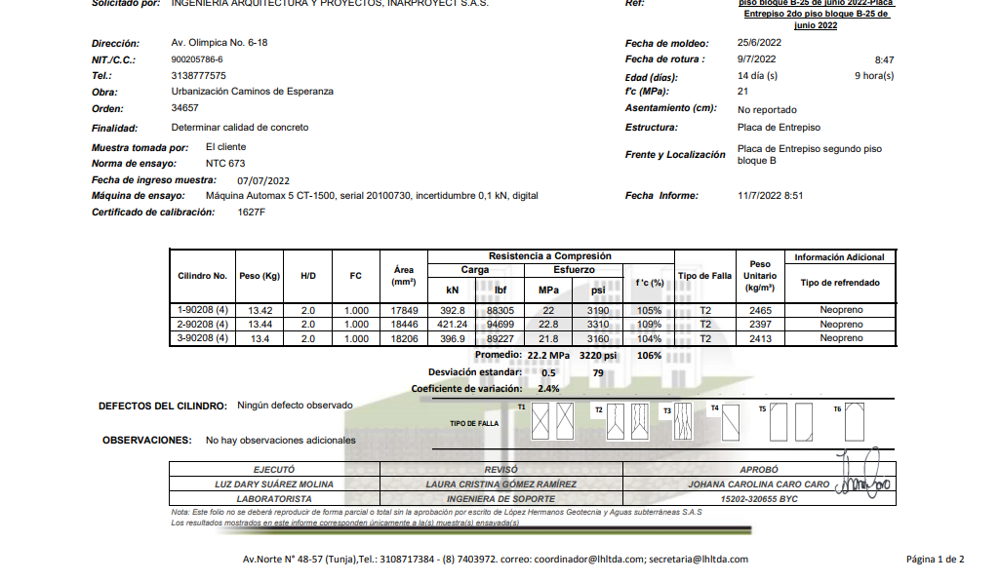 Solicitado por: INGENIERIA ARQUITECTURA Y PROYECTOS, INARPROYECT S.A.S.
Ref: piso bloque B-25 de junio 2022-Placa
Entrepiso 2do piso bloque B-25 de
junio 2022
Dirección: Av. Olimpica No. 6-18
Fecha de moldeo: 25/6/2022
NIT./C.C.: 900205786-6
Fecha de rotura : 9/7/2022 8:47
Tel.: 3138777575
Edad (días): 14 día (s) 9 hora(s)
Obra: Urbanización Caminos de Esperanza
f'c (MPa): 21
Orden: 34657
Asentamiento (cm): No reportado
Finalidad: Determinar calidad de concreto
Estructura: Placa de Entrepiso
Muestra tomada por: El cliente
Frente y Localización Placa de Entrepiso segundo piso
bloque B
Norma de ensayo: NTC 673
Fecha de ingreso muestra: 07/07/2022
Máquina de ensayo: Máquina Automax 5 CT-1500, serial 20100730, incertidumbre 0,1 kN, digital
Fecha Informe: 11/7/2022 8:51
Certificado de calibración: 1627F
Resistencia a Compresión Información Adicional
Cilindro No. Peso (Kg) H/D FC Área (mm²) Carga Esfuerzo f 'c (%) Tipo de Falla Peso Unitario (kg/m³) Tipo de refrendado
kN lbf MPa psi
1-90208 (4) 13.42 2.0 1.000 17849 392.8 88305 22 3190 105% T2 2465 Neopreno
2-90208 (4) 13.44 2.0 1.000 18446 421.24 94699 22.8 3310 109% T2 2397 Neopreno
3-90208 (4) 13.4 2.0 1.000 18206 396.9 89227 21.8 3160 104% T2 2413 Neopreno
Promedio: 22.2 MPa 3220 psi 106%
Desviación estandar: 0.5 79
Coeficiente de variación: 2.4%
DEFECTOS DEL CILINDRO: Ningún defecto observado
TIPO DE FALLA T1 T2 T3 T4 T5 T6
OBSERVACIONES: No hay observaciones adicionales
EJECUTÓ REVISÓ APROBÓ
LUZ DARY SUÁREZ MOLINA LAURA CRISTINA GÓMEZ RAMÍREZ JOHANA CAROLINA CARO CARO
LABORATORISTA INGENIERA DE SOPORTE 15202-320655 BYC
Nota: Este folio no se deberá reproducir de forma parcial o total sin la aprobación por escrito de López Hermanos Geotecnia y Aguas subterráneas S.A.S
Los resultados mostrados en este informe corresponden únicamente a la(s) muestra(s) ensayada(s)
Av.Norte N° 48-57 (Tunja),Tel.: 3108717384 - (8) 7403972. correo: coordinador@lhltda.com; secretaria@lhltda.com
Página 1 de 2